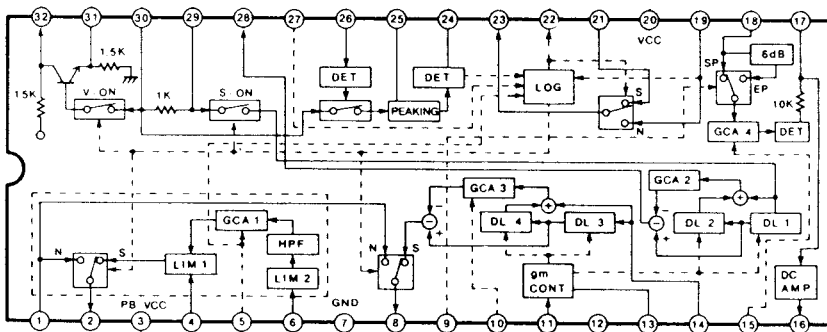 32 31 30 29 28 27 26 25 24 23 22 21 20 19 18 17
VCC
1.5K
6dB
DET
DET
SP
EP
15K
V-ON
1K
S-ON
LOG
S
10K
PEAKING
N
GCA 4
DET
GCA 3
GCA 2
GCA 1
+
+
−
−
DL 4
DL 3
DL 2
DL 1
HPF
N
S
N
S
LIM 1
LIM 2
gm
CONT
DC
AMP
PB VCC
GND
1 2 3 4 5 6 7 8 9 10 11 12 13 14 15 16